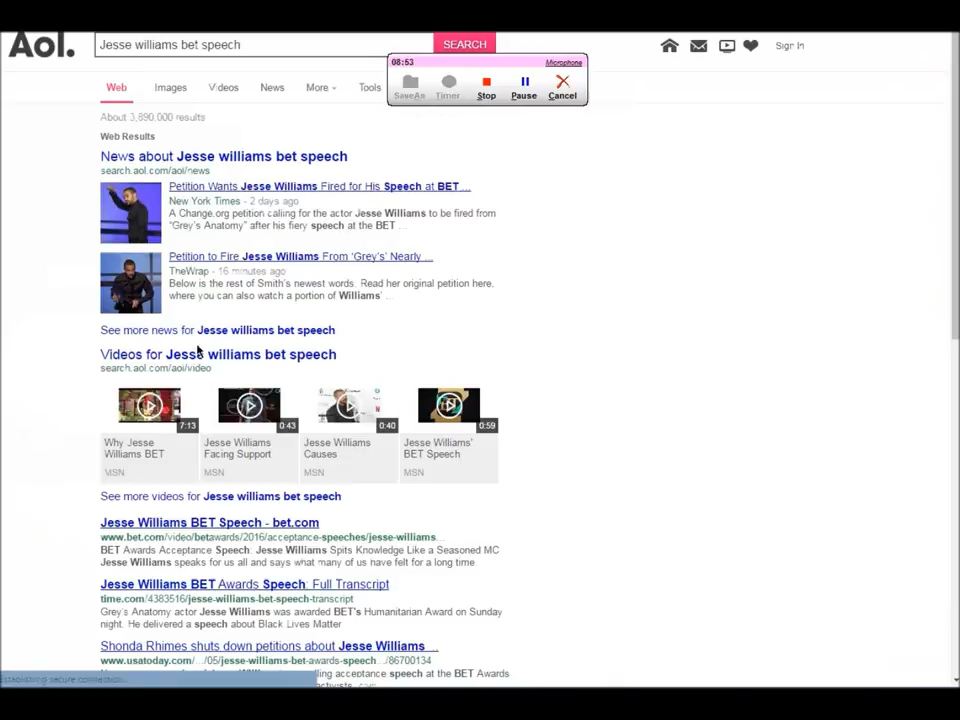 Aol.
Jesse williams bet speech
SEARCH
Sign In
08:53
Microphone
SaveAs
Timer
Stop
Pause
Cancel
Web
Images
Videos
News
More
Tools
About 3,890,000 results
Web Results
News about Jesse williams bet speech
search.aol.com/aol/news
Petition Wants Jesse Williams Fired for His Speech at BET ...
New York Times - 2 days ago
A Change.org petition calling for the actor Jesse Williams to be fired from
“Grey's Anatomy” after his fiery speech at the BET ...
Petition to Fire Jesse Williams From ‘Grey's’ Nearly ...
TheWrap - 16 minutes ago
Below is the rest of Smith's newest words. Read her original petition here,
where you can also watch a portion of Williams’ ...
See more news for Jesse williams bet speech
Videos for Jesse williams bet speech
search.aol.com/aol/video
7:13
0:43
0:40
0:59
Why Jesse
Williams BET
MSN
Jesse Williams
Facing Support
MSN
Jesse Williams
Causes
MSN
Jesse Williams'
BET Speech
MSN
See more videos for Jesse williams bet speech
Jesse Williams BET Speech - bet.com
www.bet.com/video/betawards/2016/acceptance-speeches/jesse-williams...
BET Awards Acceptance Speech: Jesse Williams Spits Knowledge Like a Seasoned MC
Jesse Williams speaks for us all and says what many of us have felt for a long time
Jesse Williams BET Awards Speech: Full Transcript
time.com/4383516/jesse-williams-bet-speech-transcript
Grey's Anatomy actor Jesse Williams was awarded BET's Humanitarian Award on Sunday
night. He delivered a speech about Black Lives Matter
Shonda Rhimes shuts down petitions about Jesse Williams ...
www.usatoday.com/.../05/jesse-williams-bet-awards-speech.../86700134
speech at the BET Awards
Establishing secure connection...